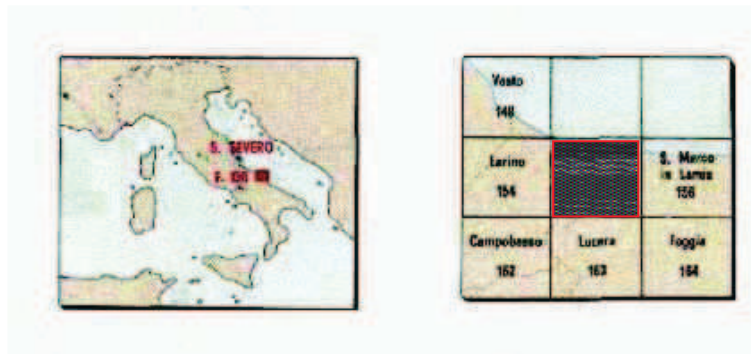 S. SEVERO
F.
Vasto
148
Larino
154
S. Marco
in Lamis
156
Campobasso
162
Lucera
163
Foggia
164